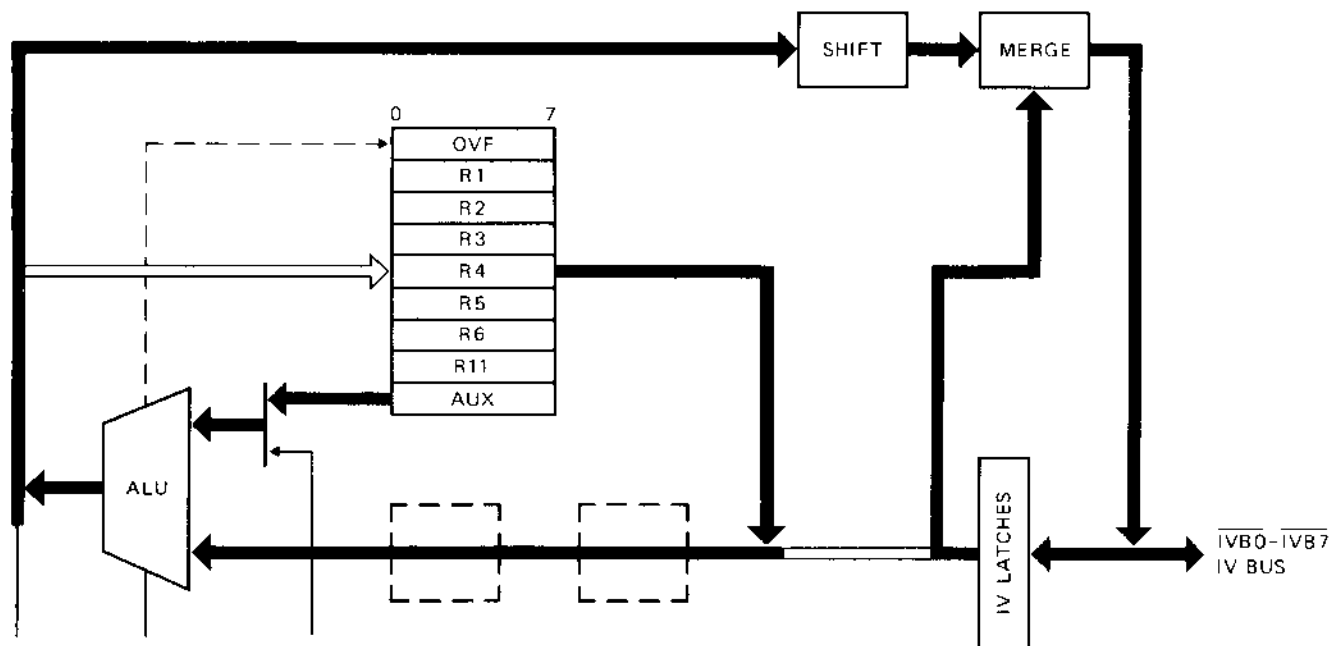 SHIFT
MERGE
0 7
OVF
R1
R2
R3
R4
R5
R6
R11
AUX
ALU
IV LATCHES
IVB0-IVB7
IV BUS